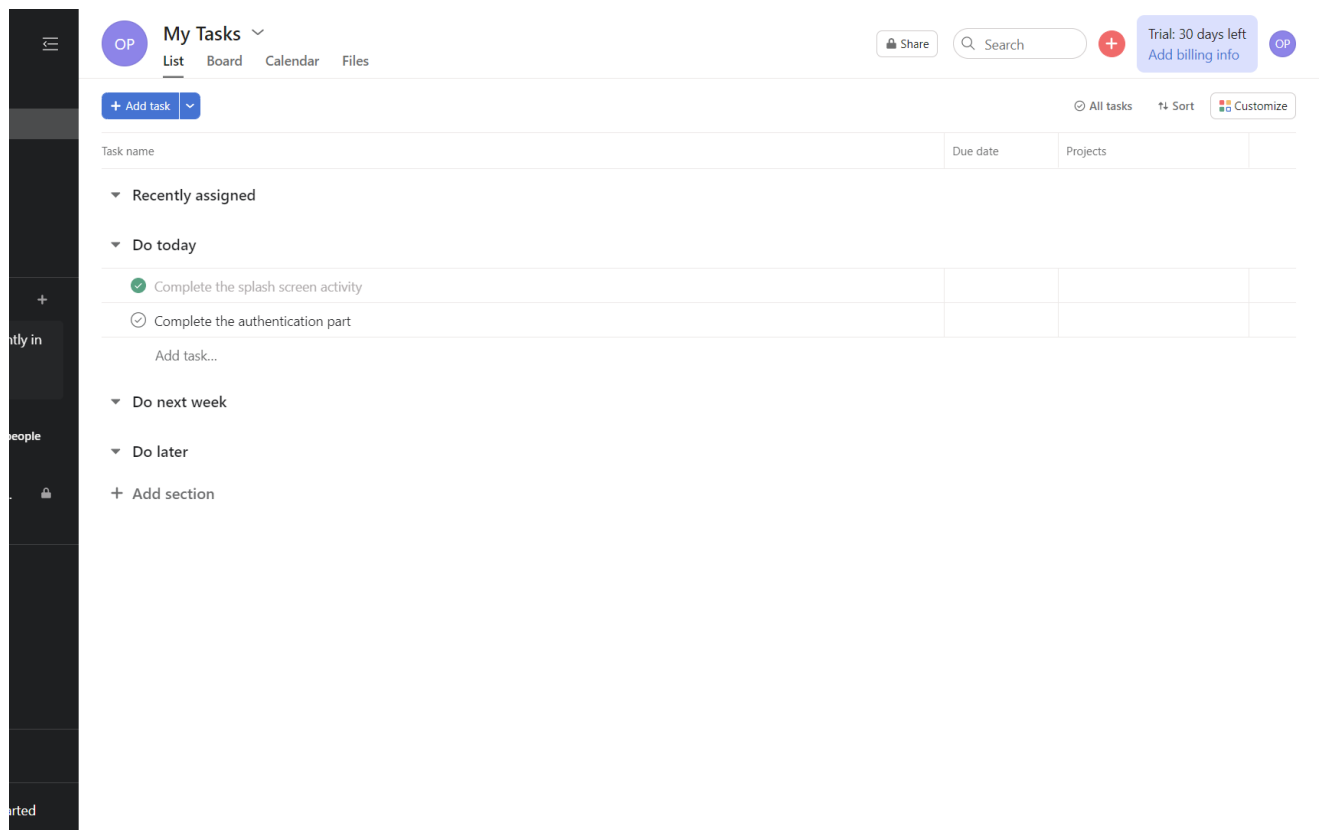 OP
My Tasks
List Board Calendar Files
Share
Search
Trial: 30 days left
Add billing info
OP
+ Add task
All tasks
Sort
Customize
Task name Due date Projects
Recently assigned
Do today
Complete the splash screen activity
Complete the authentication part
Add task...
Do next week
Do later
+ Add section
in
people